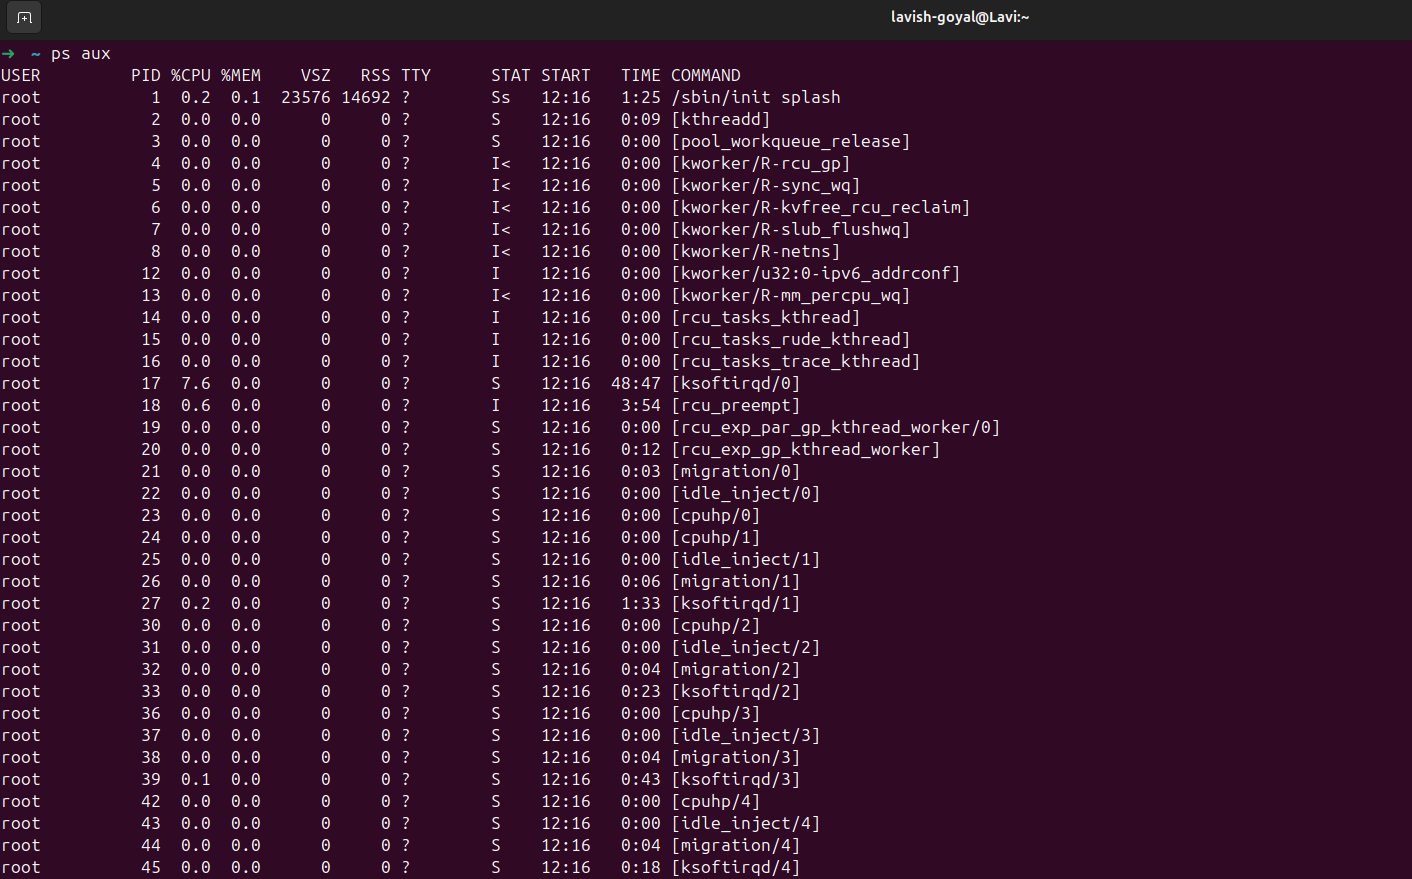 lavish-goyal@Lavi:~
➜ ~ ps aux
USER PID %CPU %MEM VSZ RSS TTY STAT START TIME COMMAND
root 1 0.2 0.1 23576 14692 ? Ss 12:16 1:25 /sbin/init splash
root 2 0.0 0.0 0 0 ? S 12:16 0:09 [kthreadd]
root 3 0.0 0.0 0 0 ? S 12:16 0:00 [pool_workqueue_release]
root 4 0.0 0.0 0 0 ? I< 12:16 0:00 [kworker/R-rcu_gp]
root 5 0.0 0.0 0 0 ? I< 12:16 0:00 [kworker/R-sync_wq]
root 6 0.0 0.0 0 0 ? I< 12:16 0:00 [kworker/R-kvfree_rcu_reclaim]
root 7 0.0 0.0 0 0 ? I< 12:16 0:00 [kworker/R-slub_flushwq]
root 8 0.0 0.0 0 0 ? I< 12:16 0:00 [kworker/R-netns]
root 12 0.0 0.0 0 0 ? I 12:16 0:00 [kworker/u32:0-ipv6_addrconf]
root 13 0.0 0.0 0 0 ? I< 12:16 0:00 [kworker/R-mm_percpu_wq]
root 14 0.0 0.0 0 0 ? I 12:16 0:00 [rcu_tasks_kthread]
root 15 0.0 0.0 0 0 ? I 12:16 0:00 [rcu_tasks_rude_kthread]
root 16 0.0 0.0 0 0 ? I 12:16 0:00 [rcu_tasks_trace_kthread]
root 17 7.6 0.0 0 0 ? S 12:16 48:47 [ksoftirqd/0]
root 18 0.6 0.0 0 0 ? I 12:16 3:54 [rcu_preempt]
root 19 0.0 0.0 0 0 ? S 12:16 0:00 [rcu_exp_par_gp_kthread_worker/0]
root 20 0.0 0.0 0 0 ? S 12:16 0:12 [rcu_exp_gp_kthread_worker]
root 21 0.0 0.0 0 0 ? S 12:16 0:03 [migration/0]
root 22 0.0 0.0 0 0 ? S 12:16 0:00 [idle_inject/0]
root 23 0.0 0.0 0 0 ? S 12:16 0:00 [cpuhp/0]
root 24 0.0 0.0 0 0 ? S 12:16 0:00 [cpuhp/1]
root 25 0.0 0.0 0 0 ? S 12:16 0:00 [idle_inject/1]
root 26 0.0 0.0 0 0 ? S 12:16 0:06 [migration/1]
root 27 0.2 0.0 0 0 ? S 12:16 1:33 [ksoftirqd/1]
root 30 0.0 0.0 0 0 ? S 12:16 0:00 [cpuhp/2]
root 31 0.0 0.0 0 0 ? S 12:16 0:00 [idle_inject/2]
root 32 0.0 0.0 0 0 ? S 12:16 0:04 [migration/2]
root 33 0.0 0.0 0 0 ? S 12:16 0:23 [ksoftirqd/2]
root 36 0.0 0.0 0 0 ? S 12:16 0:00 [cpuhp/3]
root 37 0.0 0.0 0 0 ? S 12:16 0:00 [idle_inject/3]
root 38 0.0 0.0 0 0 ? S 12:16 0:04 [migration/3]
root 39 0.1 0.0 0 0 ? S 12:16 0:43 [ksoftirqd/3]
root 42 0.0 0.0 0 0 ? S 12:16 0:00 [cpuhp/4]
root 43 0.0 0.0 0 0 ? S 12:16 0:00 [idle_inject/4]
root 44 0.0 0.0 0 0 ? S 12:16 0:04 [migration/4]
root 45 0.0 0.0 0 0 ? S 12:16 0:18 [ksoftirqd/4]